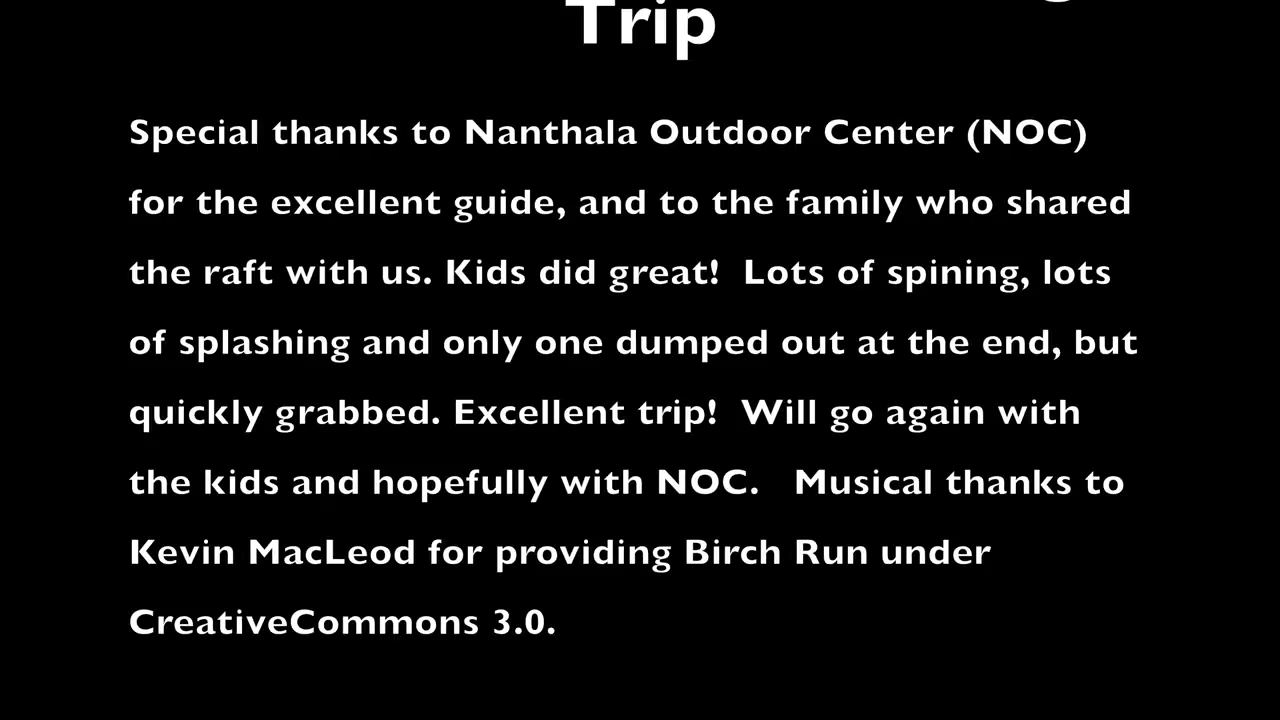 Trip
Special thanks to Nanthala Outdoor Center (NOC)
for the excellent guide, and to the family who shared
the raft with us. Kids did great!  Lots of spining, lots
of splashing and only one dumped out at the end, but
quickly grabbed. Excellent trip!  Will go again with
the kids and hopefully with NOC.   Musical thanks to
Kevin MacLeod for providing Birch Run under
CreativeCommons 3.0.